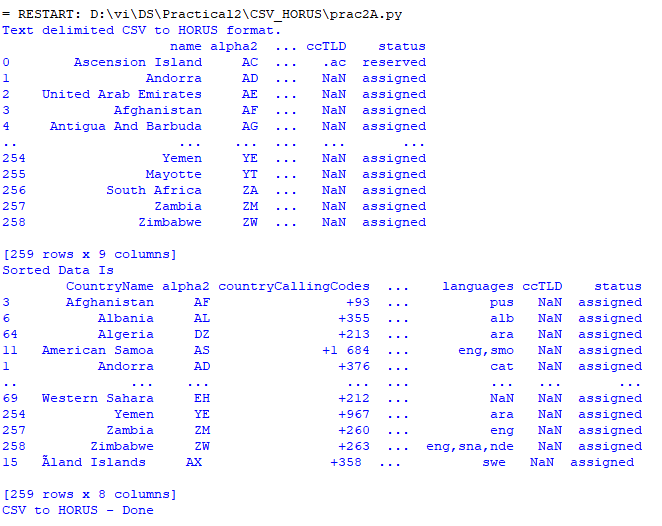 = RESTART: D:\vi\DS\Practical2\CSV_HORUS\prac2A.py
Text delimited CSV to HORUS format.
name alpha2 ... ccTLD status
0 Ascension Island AC ... .ac reserved
1 Andorra AD ... NaN assigned
2 United Arab Emirates AE ... NaN assigned
3 Afghanistan AF ... NaN assigned
4 Antigua And Barbuda AG ... NaN assigned
.. ... ... ... ... ...
254 Yemen YE ... NaN assigned
255 Mayotte YT ... NaN assigned
256 South Africa ZA ... NaN assigned
257 Zambia ZM ... NaN assigned
258 Zimbabwe ZW ... NaN assigned
[259 rows x 9 columns]
Sorted Data Is
CountryName alpha2 countryCallingCodes ... languages ccTLD status
3 Afghanistan AF +93 ... pus NaN assigned
6 Albania AL +355 ... alb NaN assigned
64 Algeria DZ +213 ... ara NaN assigned
11 American Samoa AS +1 684 ... eng,smo NaN assigned
1 Andorra AD +376 ... cat NaN assigned
.. ... ... ... ... ... ... ...
69 Western Sahara EH +212 ... NaN NaN assigned
254 Yemen YE +967 ... ara NaN assigned
257 Zambia ZM +260 ... eng NaN assigned
258 Zimbabwe ZW +263 ... eng,sna,nde NaN assigned
15 Ãland Islands AX +358 ... swe NaN assigned
[259 rows x 8 columns]
CSV to HORUS - Done